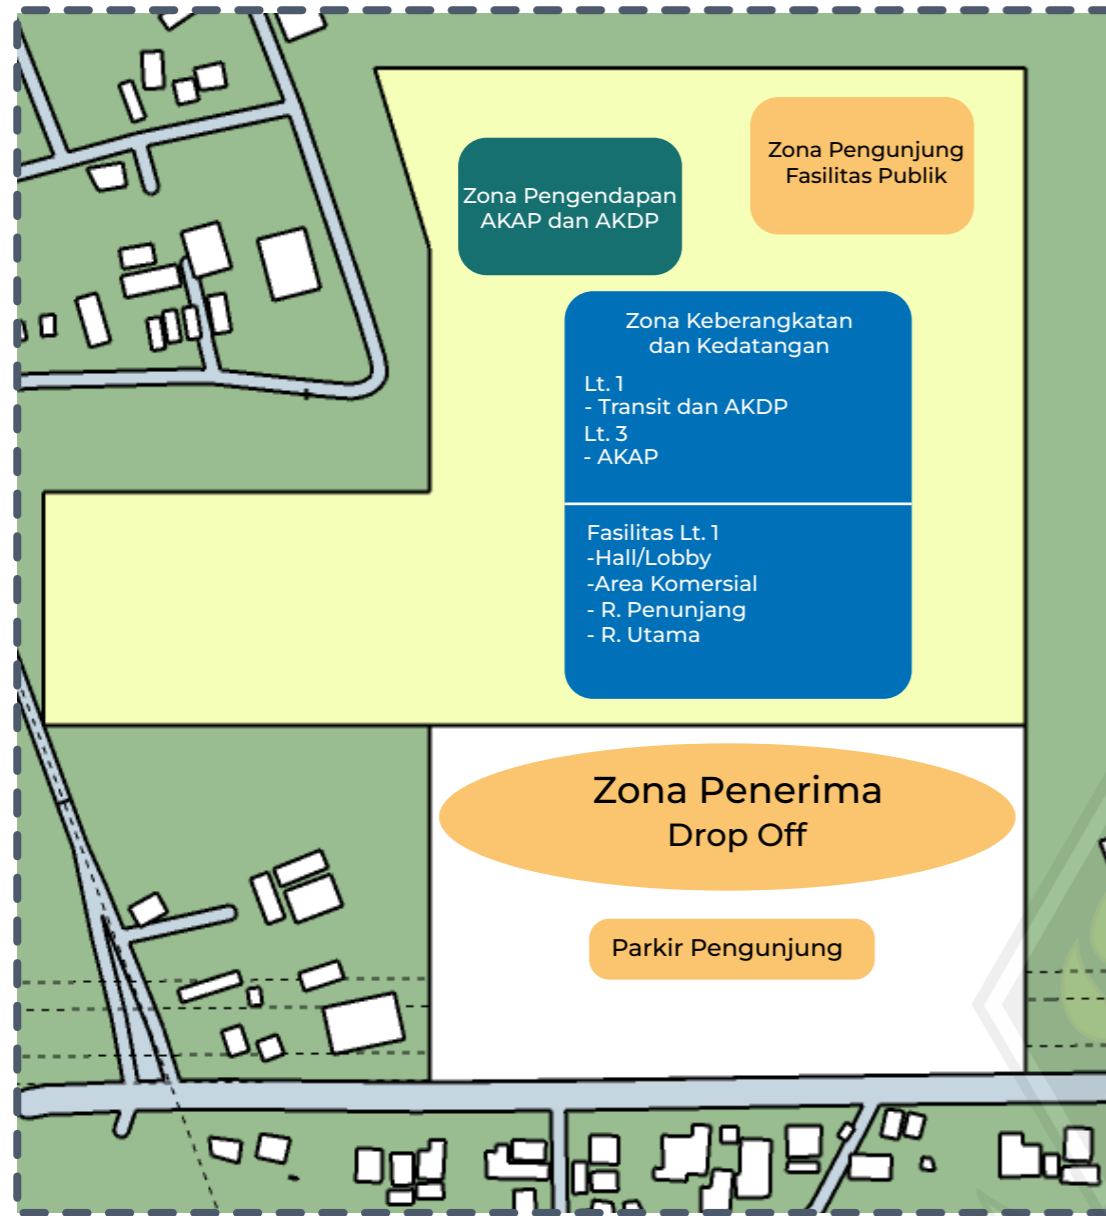 Zona Pengunjung
Fasilitas Publik
Zona Pengendapan
AKAP dan AKDP
Zona Keberangkatan
dan Kedatangan
Lt. 1
- Transit dan AKDP
Lt. 3
- AKAP
Fasilitas Lt. 1
-Hall/Lobby
-Area Komersial
- R. Penunjang
- R. Utama
Zona Penerima
Drop Off
Parkir Pengunjung